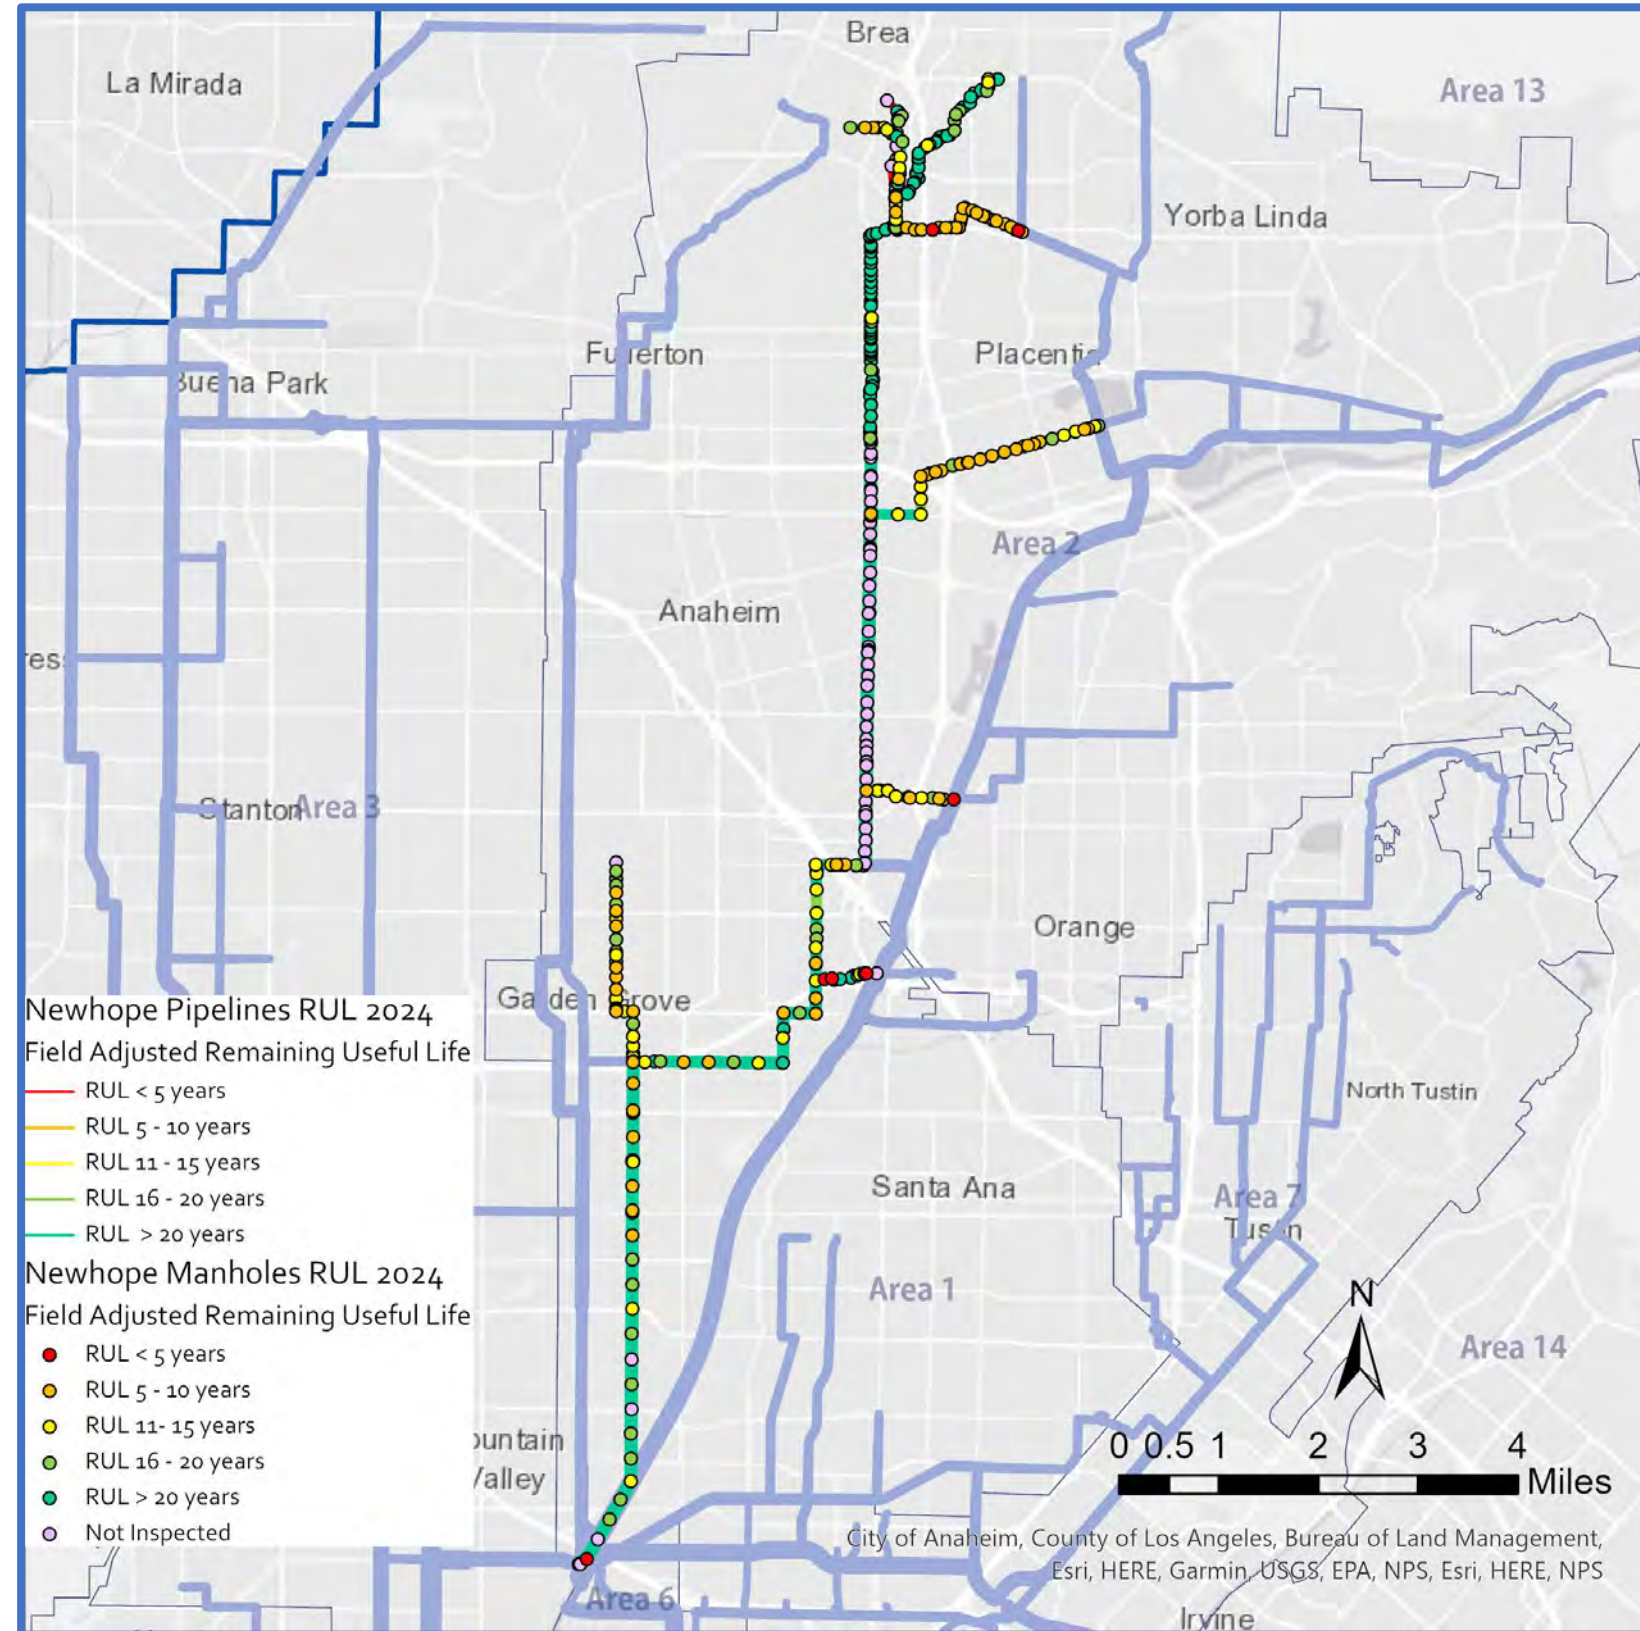 Brea
La Mirada
Area 13
Yorba Linda
Fullerton
Placentia
Buena Park
Area 2
Anaheim
Stanton
Area 3
Orange
Garden Grove
North Tustin
Santa Ana
Area 7
Tustin
Area 1
Area 14
Newhope Pipelines RUL 2024
Field Adjusted Remaining Useful Life
RUL < 5 years
RUL 5 - 10 years
RUL 11 - 15 years
RUL 16 - 20 years
RUL > 20 years
Newhope Manholes RUL 2024
Field Adjusted Remaining Useful Life
RUL < 5 years
RUL 5 - 10 years
RUL 11- 15 years
RUL 16 - 20 years
RUL > 20 years
Not Inspected
N
0 0.5 1 2 3 4
Miles
Valley
City of Anaheim, County of Los Angeles, Bureau of Land Management,
Esri, HERE, Garmin, USGS, EPA, NPS, Esri, HERE, NPS
Area 6
Irvine